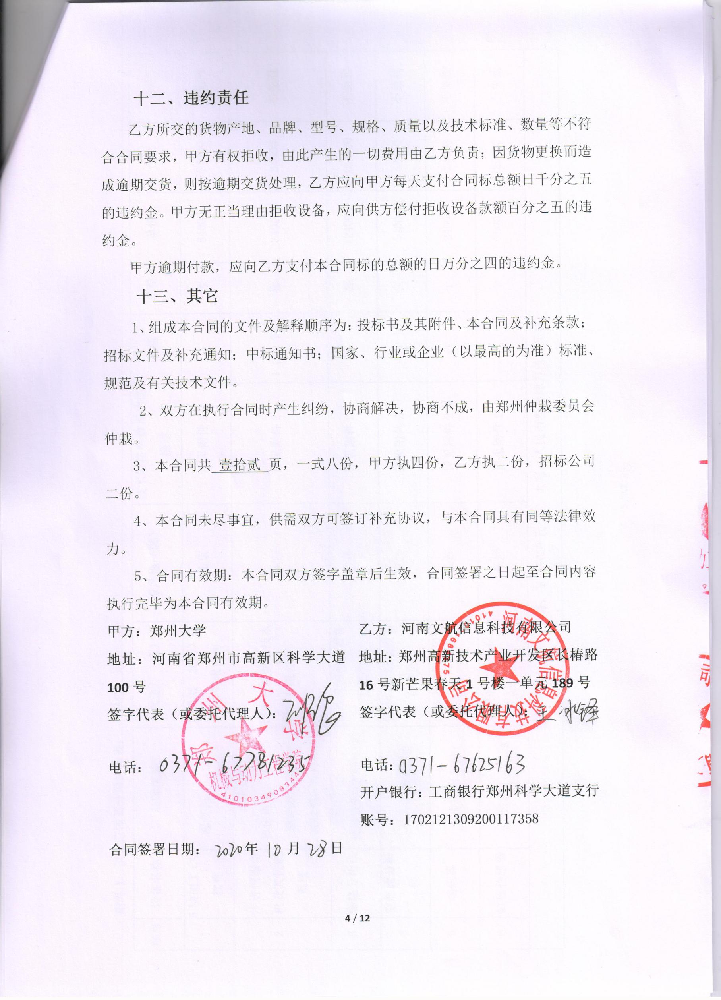 十二、违约责任
乙方所交的货物产地、品牌、型号、规格、质量以及技术标准、数量等不符
合合同要求，甲方有权拒收，由此产生的一切费用由乙方负责；因货物更换而造
成逾期交货，则按逾期交货处理，乙方应向甲方每天支付合同标总额日千分之五
的违约金。甲方无正当理由拒收设备，应向供方偿付拒收设备款额百分之五的违
约金。
甲方逾期付款，应向乙方支付本合同标的总额的日万分之四的违约金。
十三、其它
1、组成本合同的文件及解释顺序为：投标书及其附件、本合同及补充条款；
招标文件及补充通知；中标通知书；国家、行业或企业（以最高的为准）标准、
规范及有关技术文件。
2、双方在执行合同时产生纠纷，协商解决，协商不成，由郑州仲裁委员会
仲裁。
3、本合同共 壹拾贰 页，一式八份，甲方执四份，乙方执二份，招标公司
二份。
4、本合同未尽事宜，供需双方可签订补充协议，与本合同具有同等法律效
力。
5、合同有效期：本合同双方签字盖章后生效，合同签署之日起至合同内容
执行完毕为本合同有效期。
甲方：郑州大学
地址：河南省郑州市高新区科学大道
100 号
签字代表（或委托代理人）：
电话： 0371-67781235
郑州大学
机械与动力工程学院
4101034908344
乙方：河南文航信息科技有限公司
地址：郑州高新技术产业开发区长椿路
16 号新芒果春天 1 号楼一单元 189 号
签字代表（或委托代理人）：王冰锋
电话：0371-67625163
开户银行：工商银行郑州科学大道支行
账号：1702121309200117358
河南文航信息科技有限公司
合同签署日期： 2020年 10 月 28日
4 / 12